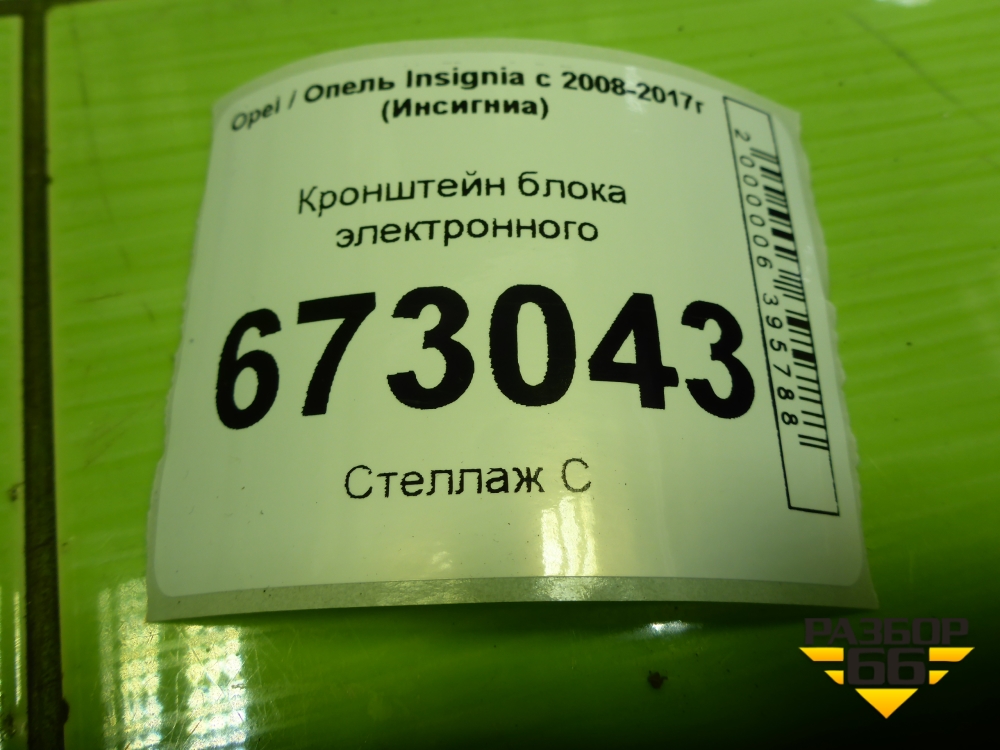 Opel / Опель Insignia с 2008-2017г
(Инсигниа)
Кронштейн блока
электронного
673043
Стеллаж С
2000006395788
РАЗБОР
66